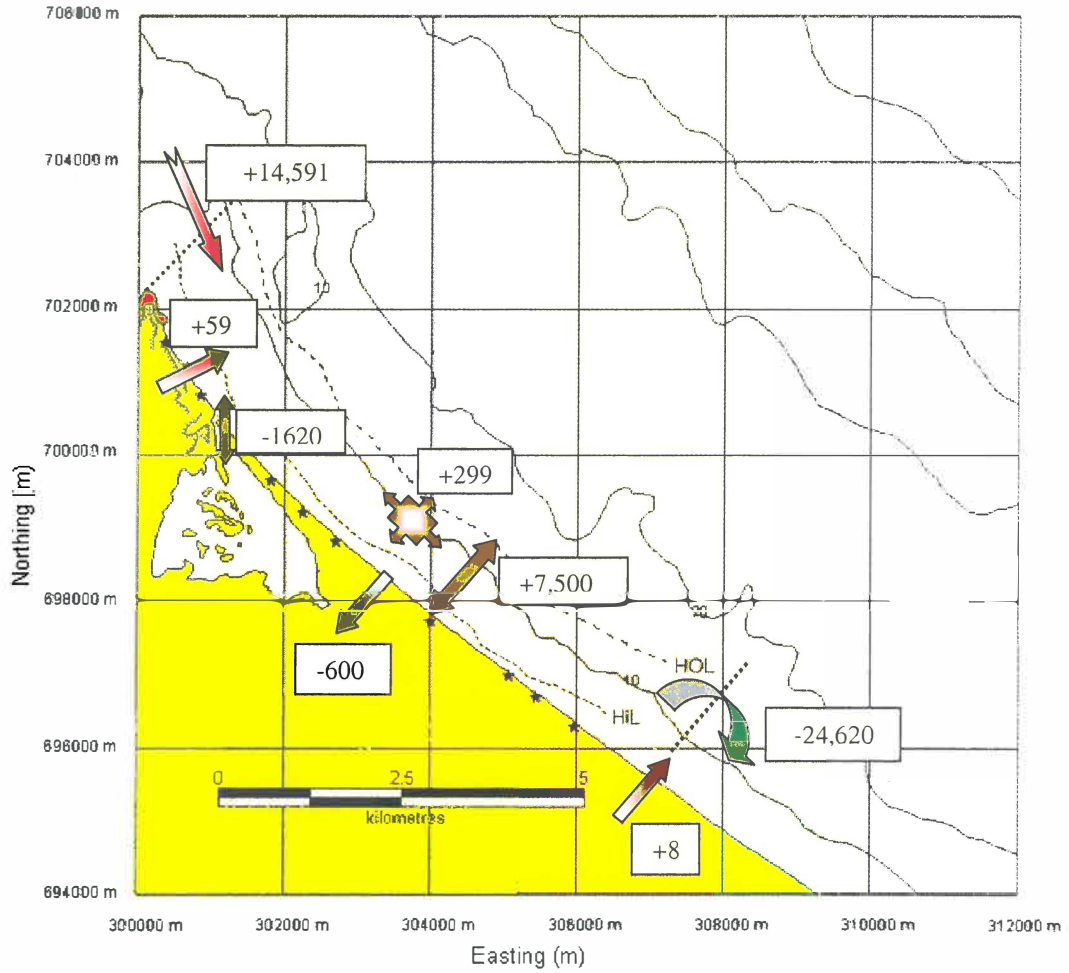 704000 m
+14,591
10
702000 m
+59
-1620
700000 m
+299
Northing (m)
+7,500
698000 m
-600
HOL
10
HiL
-24,620
696000 m
0
2.5
5
kilometres
+8
694000 m
300000 m
302000 m
304000 m
306000 m
308000 m
310000 m
312000 m
Easting (m)